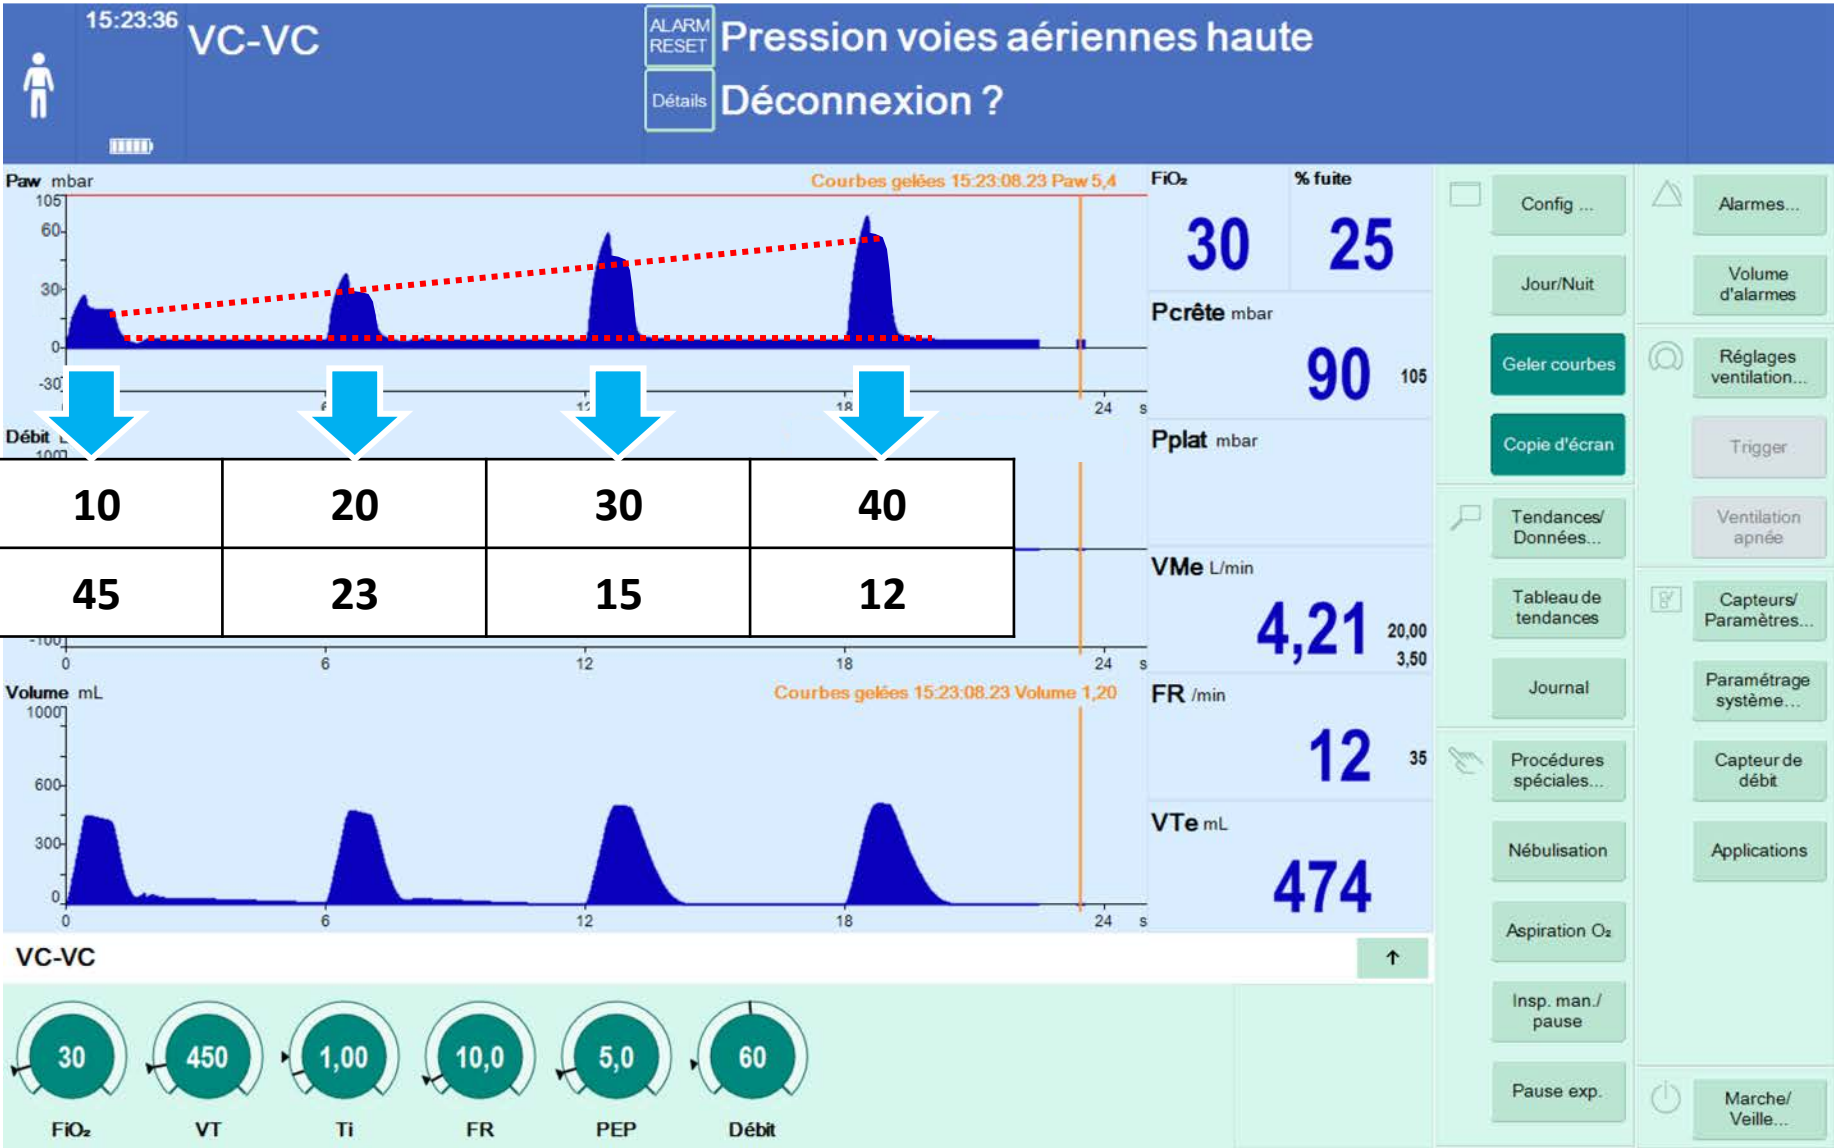 15:23:36
VC-VC
ALARM RESET
Pression voies aériennes haute
Détails
Déconnexion ?
Paw mbar
Courbes gelées 15:23:08.23 Paw 5,4
105
60
30
0
-30
6
12
18
24 s
Débit
100
10 20 30 40
45 23 15 12
-100
0 6 12 18 24 s
Volume mL
Courbes gelées 15:23:08.23 Volume 1,20
1000
600
300
0
0 6 12 18 24 s
FiO₂
30
% fuite
25
Pcrête mbar
90 105
Pplat mbar
VMe L/min
4,21 20,00
3,50
FR /min
12 35
VTe mL
474
Config ...
Jour/Nuit
Geler courbes
Copie d'écran
Tendances/
Données...
Tableau de
tendances
Journal
Procédures
spéciales...
Nébulisation
Aspiration O₂
Insp. man./
pause
Pause exp.
Alarmes...
Volume
d'alarmes
Réglages
ventilation...
Trigger
Ventilation
apnée
Capteurs/
Paramètres...
Paramétrage
système...
Capteur de
débit
Applications
Marche/
Veille...
VC-VC
↑
30 450 1,00 10,0 5,0 60
FiO₂ VT Ti FR PEP Débit